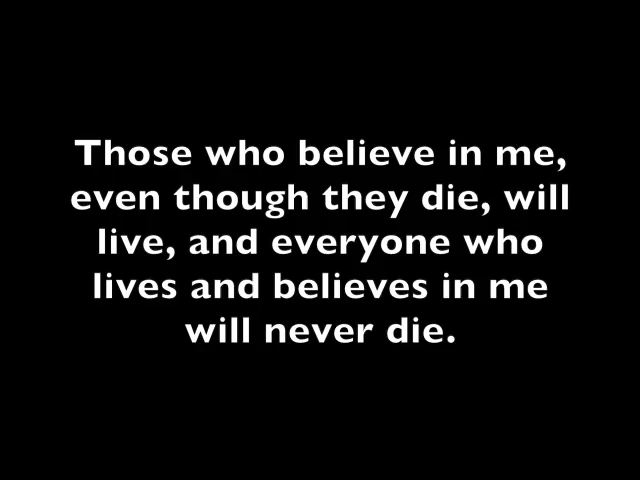 Those who believe in me,
even though they die, will
live, and everyone who
lives and believes in me
will never die.